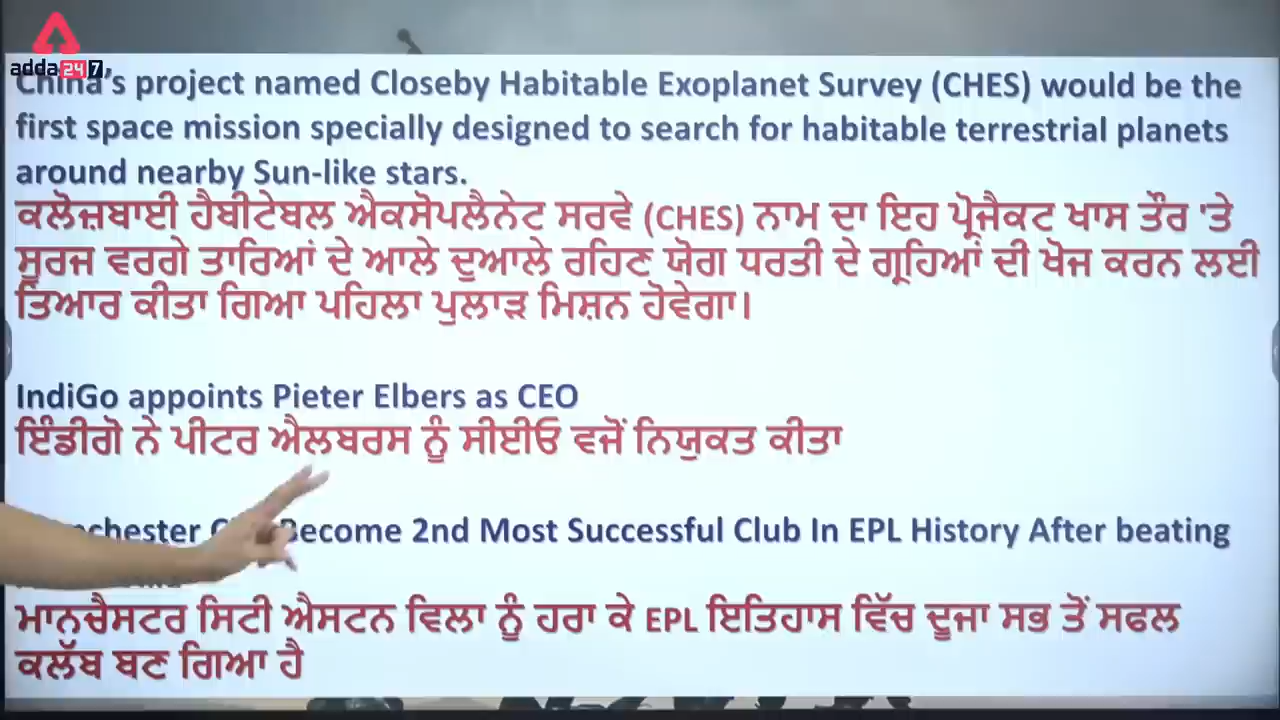 adda247
China's project named Closeby Habitable Exoplanet Survey (CHES) would be the
first space mission specially designed to search for habitable terrestrial planets
around nearby Sun-like stars.
ਕਲੋਜ਼ਬਾਈ ਹੈਬੀਟੇਬਲ ਐਕਸੋਪਲੈਨੇਟ ਸਰਵੇ (CHES) ਨਾਮ ਦਾ ਇਹ ਪ੍ਰੋਜੈਕਟ ਖਾਸ ਤੌਰ 'ਤੇ
ਸੂਰਜ ਵਰਗੇ ਤਾਰਿਆਂ ਦੇ ਆਲੇ ਦੁਆਲੇ ਰਹਿਣ ਯੋਗ ਧਰਤੀ ਦੇ ਗ੍ਰਹਿਆਂ ਦੀ ਖੋਜ ਕਰਨ ਲਈ
ਤਿਆਰ ਕੀਤਾ ਗਿਆ ਪਹਿਲਾ ਪੁਲਾੜ ਮਿਸ਼ਨ ਹੋਵੇਗਾ।
IndiGo appoints Pieter Elbers as CEO
ਇੰਡੀਗੋ ਨੇ ਪੀਟਰ ਐਲਬਰਸ ਨੂੰ ਸੀਈਓ ਵਜੋਂ ਨਿਯੁਕਤ ਕੀਤਾ
Become 2nd Most Successful Club In EPL History After beating
ਮਾਨਚੈਸਟਰ ਸਿਟੀ ਐਸਟਨ ਵਿਲਾ ਨੂੰ ਹਰਾ ਕੇ EPL ਇਤਿਹਾਸ ਵਿੱਚ ਦੂਜਾ ਸਭ ਤੋਂ ਸਫਲ
ਕਲੱਬ ਬਣ ਗਿਆ ਹੈ